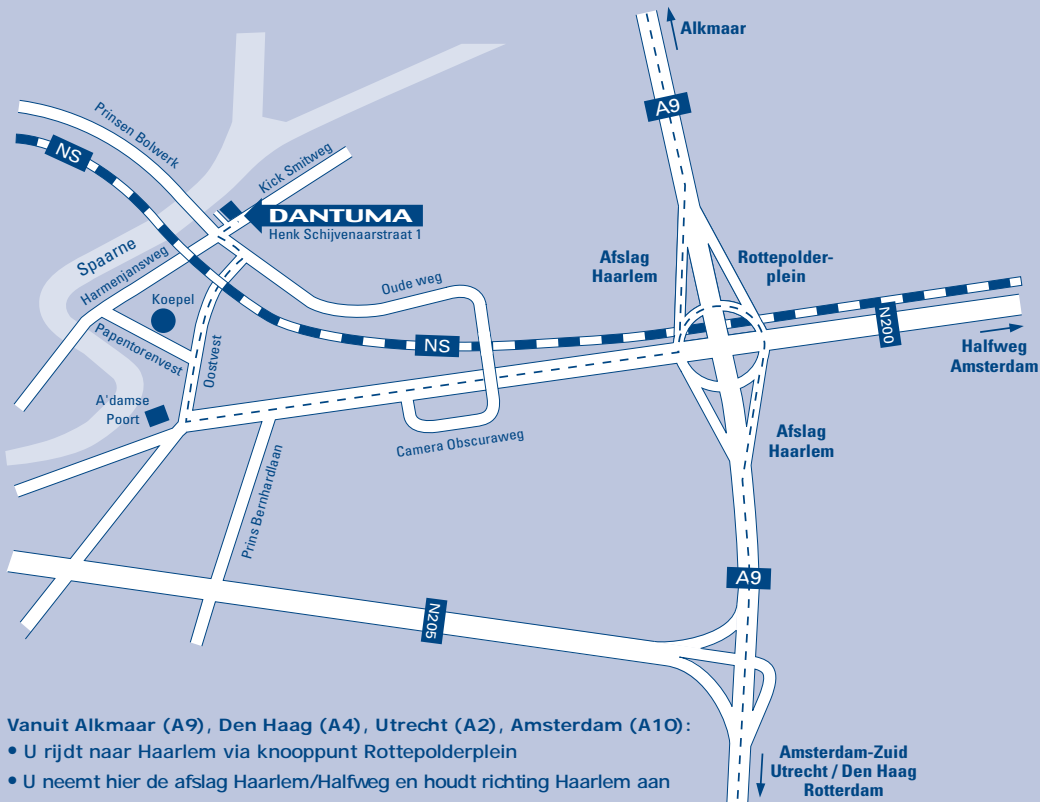 Alkmaar
A9
Prinsen Bolwerk
NS
Kick Smitweg
DANTUMA
Henk Schijvenaarstraat 1
Spaarne
Harmenjansweg
Afslag
Haarlem
Rottepolder-
plein
Oude weg
Koepel
N200
Papentorenvest
NS
Halfweg
Amsterdam
Oostvest
A'damse
Poort
Afslag
Haarlem
Camera Obscuraweg
Prins Bernhardlaan
A9
N205
Vanuit Alkmaar (A9), Den Haag (A4), Utrecht (A2), Amsterdam (A10):
• U rijdt naar Haarlem via knooppunt Rottepolderplein
• U neemt hier de afslag Haarlem/Halfweg en houdt richting Haarlem aan
Amsterdam-Zuid
Utrecht / Den Haag
Rotterdam